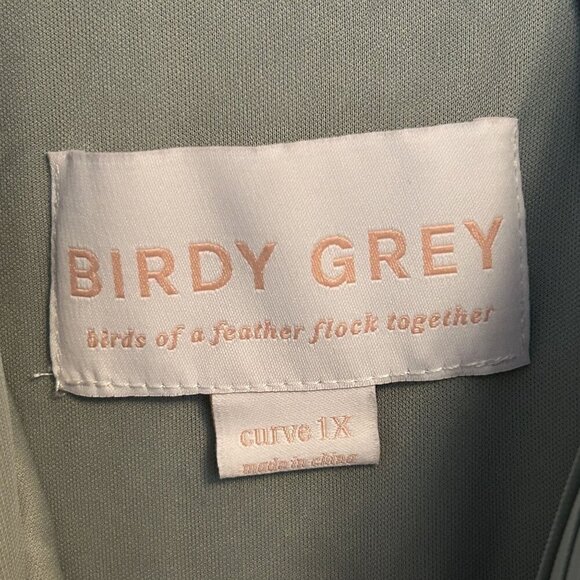 BIRDY GREY
birds of a feather flock together
curve 1X
made in china